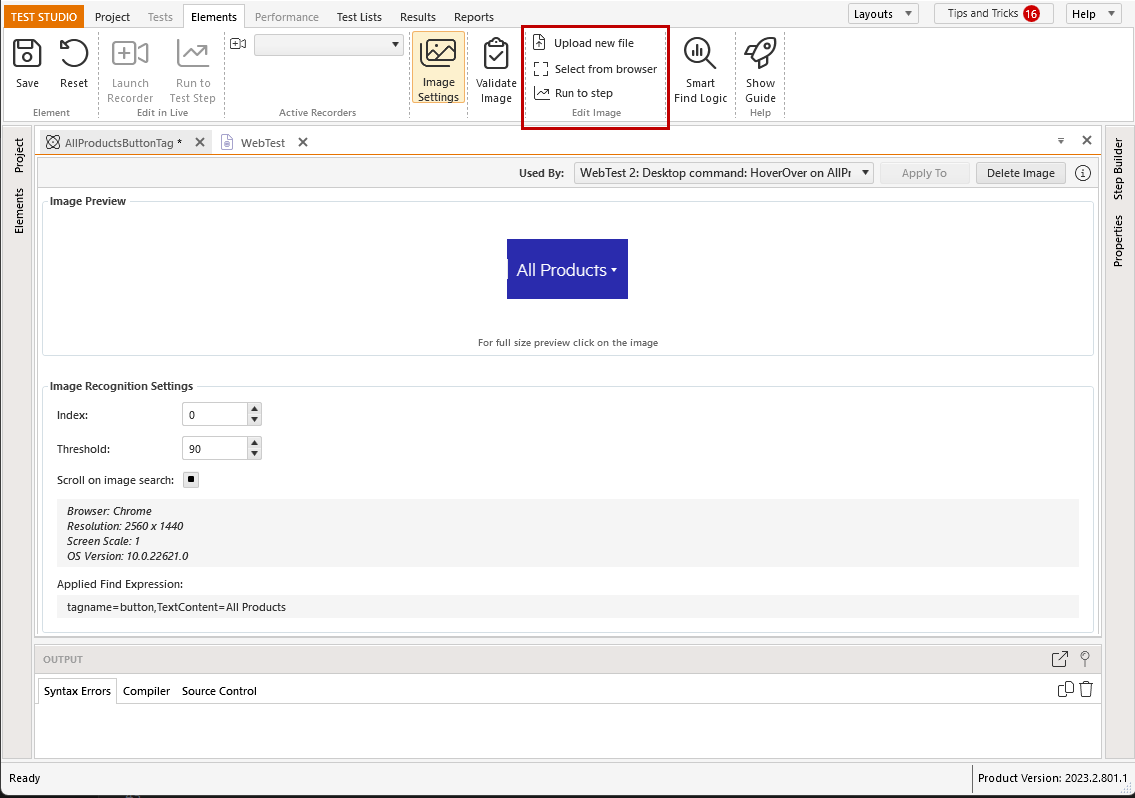 TEST STUDIO Project Tests Elements Performance Test Lists Results Reports Layouts Tips and Tricks 16 Help
Save
Reset
Element
Launch
Recorder
Run to
Test Step
Edit in Live
Active Recorders
Image
Settings
Validate
Image
Upload new file
Select from browser
Run to step
Edit Image
Smart
Find Logic
Show
Guide
Help
Project
Elements
AllProductsButtonTag *
WebTest
Step Builder
Properties
Used By: WebTest 2: Desktop command: HoverOver on AllPr Apply To Delete Image
Image Preview
All Products
For full size preview click on the image
Image Recognition Settings
Index: 0
Threshold: 90
Scroll on image search:
Browser: Chrome
Resolution: 2560 x 1440
Screen Scale: 1
OS Version: 10.0.22621.0
Applied Find Expression:
tagname=button,TextContent=All Products
OUTPUT
Syntax Errors Compiler Source Control
Ready
Product Version: 2023.2.801.1